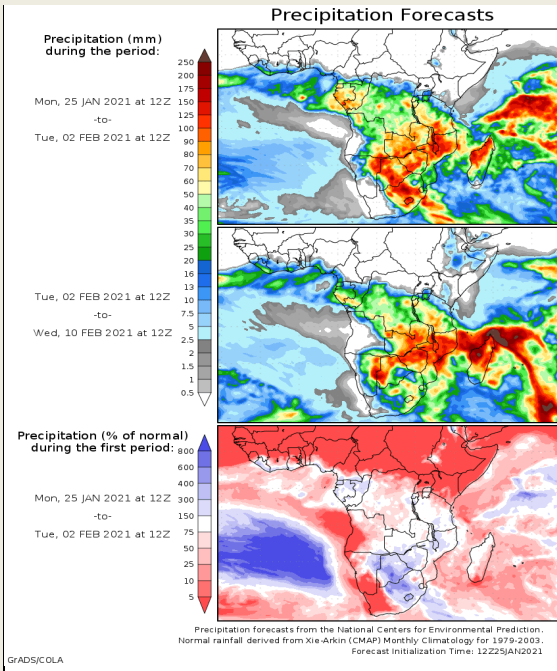 Precipitation Forecasts
Precipitation (mm)
during the period:
250
200
175
150
125
100
90
80
70
60
50
40
35
30
25
20
16
13
10
7.5
5
2.5
2
1.5
1
0.5
Mon, 25 JAN 2021 at 12Z
-to-
Tue, 02 FEB 2021 at 12Z
Tue, 02 FEB 2021 at 12Z
-to-
Wed, 10 FEB 2021 at 12Z
Precipitation (% of normal)
during the first period:
800
600
400
300
150
75
50
25
10
5
Mon, 25 JAN 2021 at 12Z
-to-
Tue, 02 FEB 2021 at 12Z
Precipitation forecasts from the National Centers for Environmental Prediction.
Normal rainfall derived from Xie-Arkin (CMAP) Monthly Climatology for 1979-2003.
Forecast Initialization Time: 12Z25JAN2021
GrADS/COLA